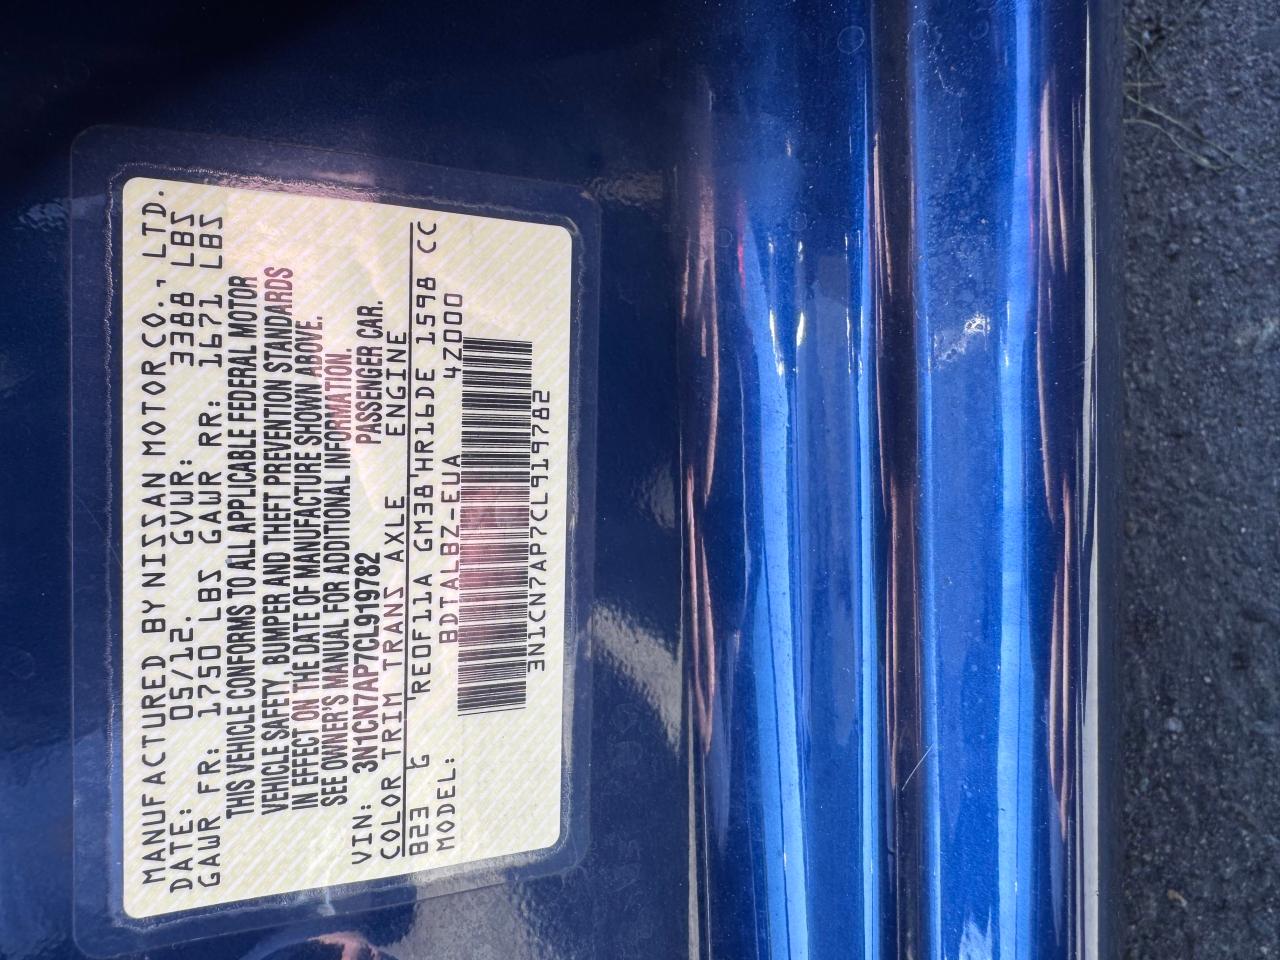 MANUFACTURED BY NISSAN MOTOR CO., LTD.
DATE: 05/12. GVWR: 3388 LBS
GAWR FR: 1750 LBS GAWR RR: 1671 LBS
THIS VEHICLE CONFORMS TO ALL APPLICABLE FEDERAL MOTOR
VEHICLE SAFETY, BUMPER AND THEFT PREVENTION STANDARDS
IN EFFECT ON THE DATE OF MANUFACTURE SHOWN ABOVE.
SEE OWNER'S MANUAL FOR ADDITIONAL INFORMATION.
VIN: 3N1CN7AP7CL919782 PASSENGER CAR.
COLOR TRIM TRANS AXLE ENGINE
B23 G RE0F11A GM38 HR16DE 1598 CC
MODEL: BDTALBZ-EUA 4Z000
3N1CN7AP7CL919782